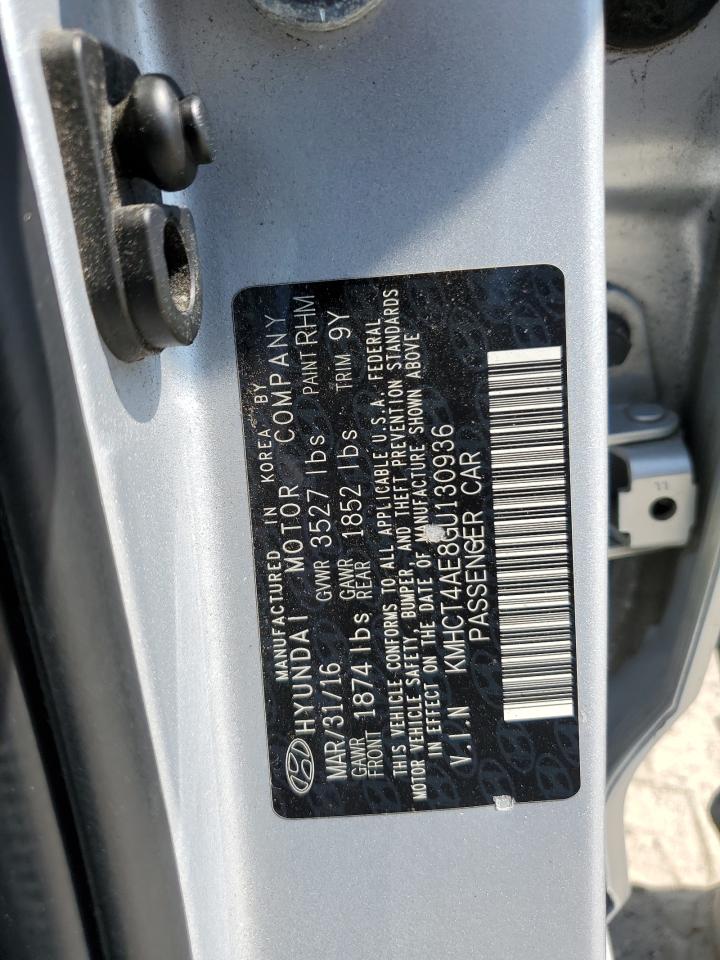 MANUFACTURED IN KOREA BY
HYUNDAI MOTOR COMPANY
MAR/31/16 GVWR 3527 lbs PAINT RHM
GAWR FRONT 1874 lbs GAWR REAR 1852 lbs TRIM 9Y
THIS VEHICLE CONFORMS TO ALL APPLICABLE U.S.A. FEDERAL
MOTOR VEHICLE SAFETY, BUMPER, AND THEFT PREVENTION STANDARDS
IN EFFECT ON THE DATE OF MANUFACTURE SHOWN ABOVE
V.I.N KMHCT4AE8GU130936
PASSENGER CAR